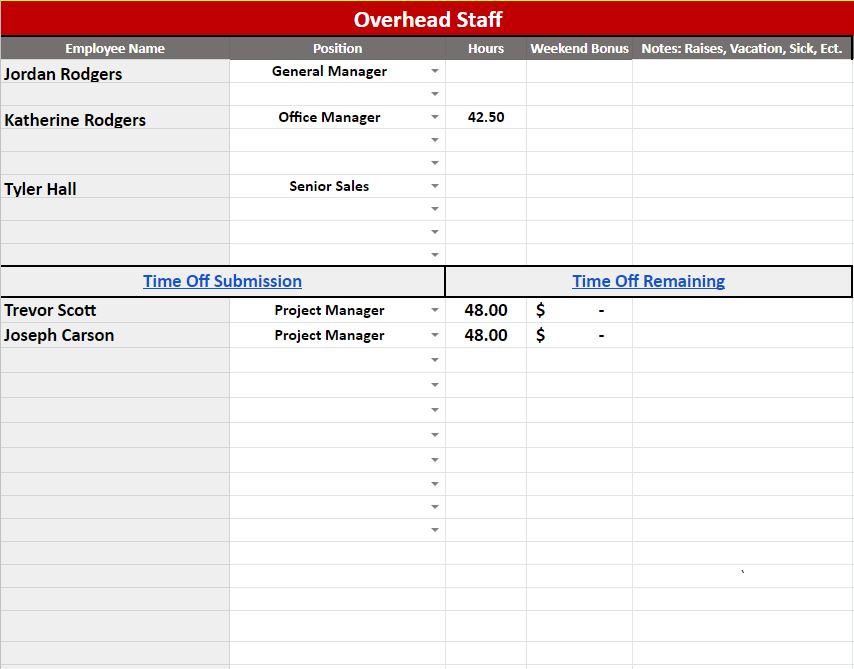 Overhead Staff
Employee Name Position Hours Weekend Bonus Notes: Raises, Vacation, Sick, Ect.
Jordan Rodgers General Manager
Katherine Rodgers Office Manager 42.50
Tyler Hall Senior Sales
Time Off Submission Time Off Remaining
Trevor Scott Project Manager 48.00 $ -
Joseph Carson Project Manager 48.00 $ -
`